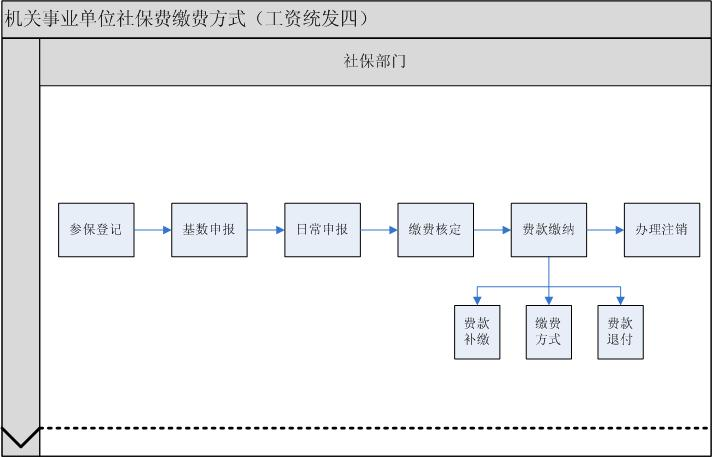 机关事业单位社保费缴费方式（工资统发四）
社保部门
参保登记
基数申报
日常申报
缴费核定
费款缴纳
办理注销
费款
补缴
缴费
方式
费款
退付